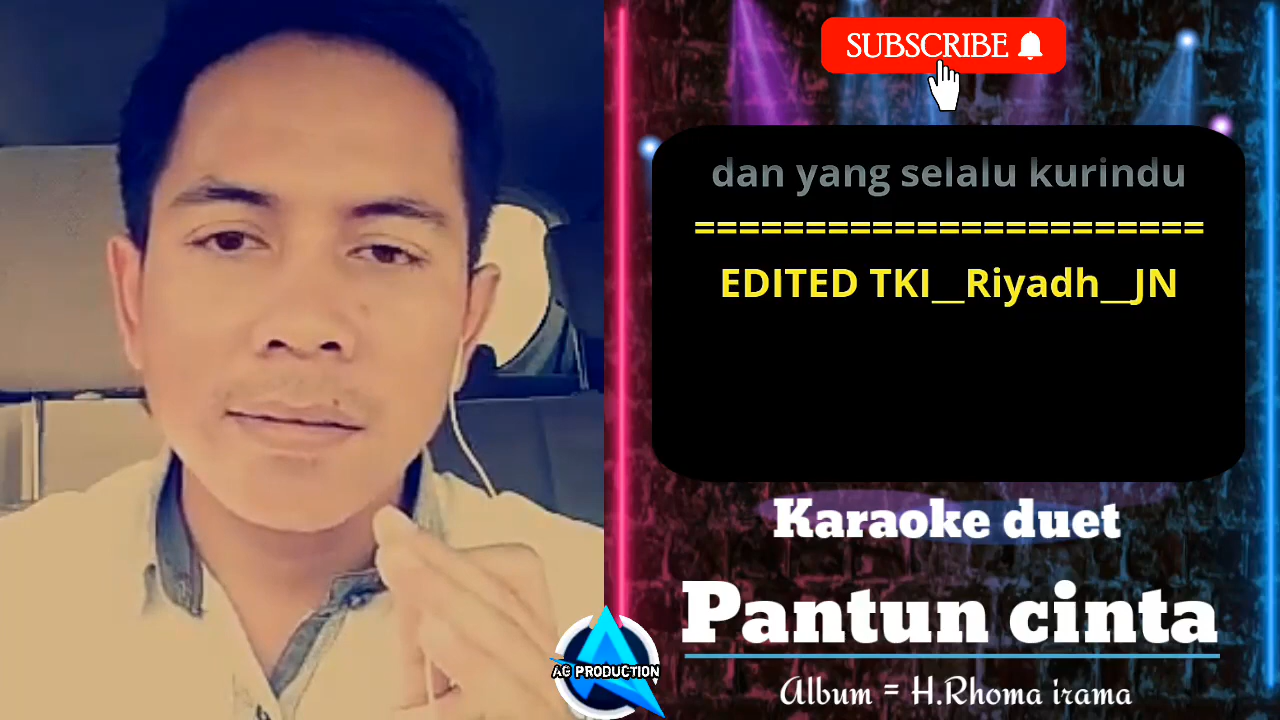 SUBSCRIBE
dan yang selalu kurindu
=======================
EDITED TKI__Riyadh__JN
Karaoke duet
Pantun cinta
AG PRODUCTION
Album = H.Rhoma irama